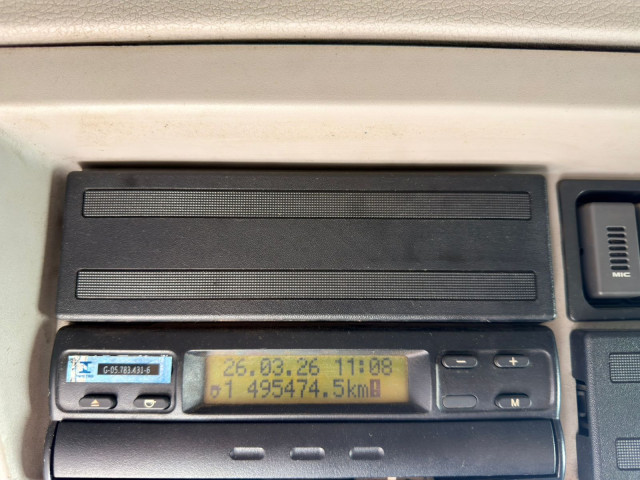 MIC
G-05.783.431-6
26.03.26 11:08
1 495474.5km!
- +
M